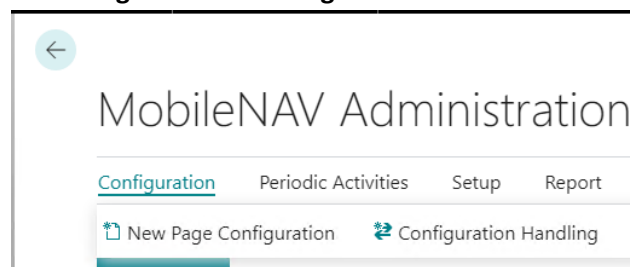 MobileNAV Administration
Configuration Periodic Activities Setup Report
New Page Configuration Configuration Handling